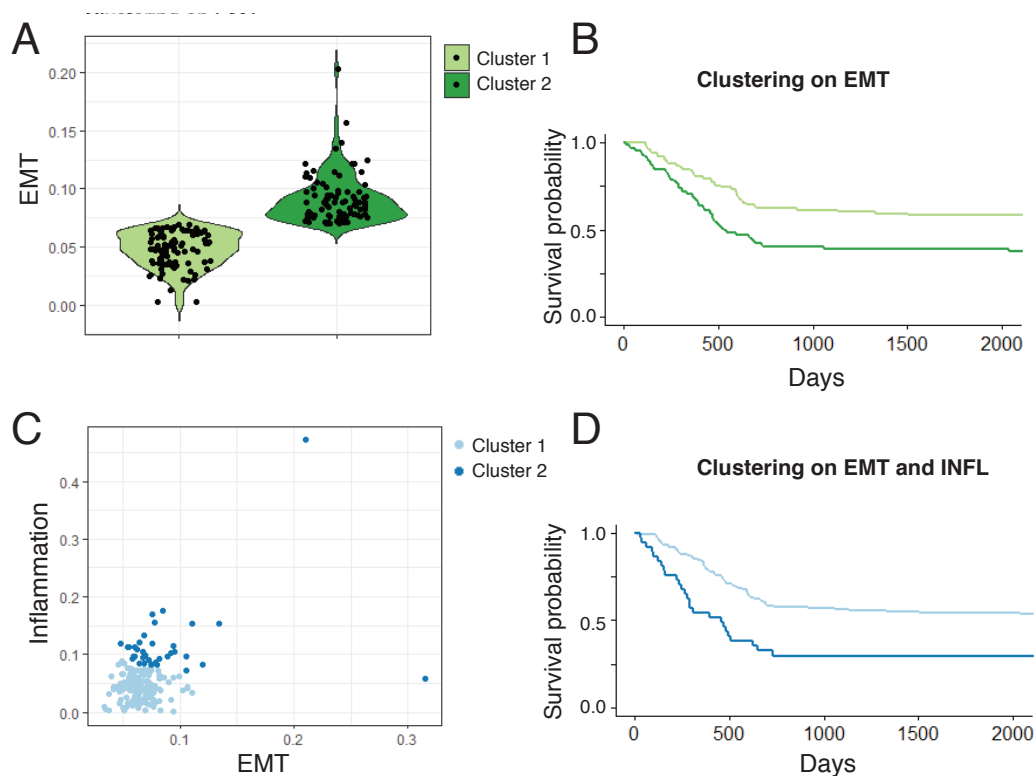 A
EMT
0.20
0.15
0.10
0.05
0.00
Cluster 1
Cluster 2
B
Clustering on EMT
Survival probability
1.0
0.5
0.0
0
500
1000
1500
2000
Days
C
Inflammation
0.4
0.3
0.2
0.1
0.0
0.1
0.2
0.3
EMT
Cluster 1
Cluster 2
D
Clustering on EMT and INFL
Survival probability
1.0
0.5
0.0
0
500
1000
1500
2000
Days